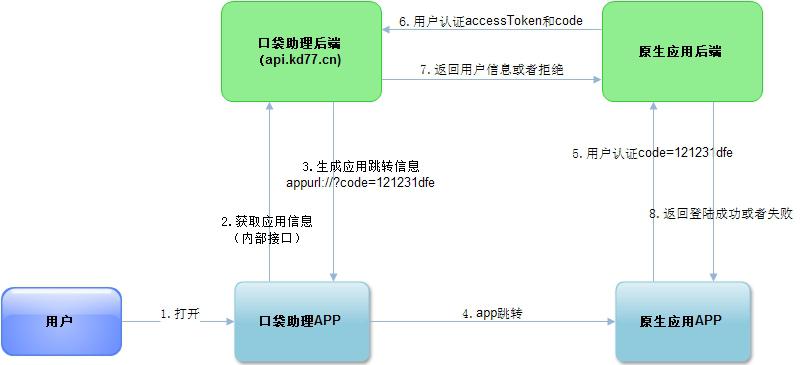 6.用户认证accessToken和code
口袋助理后端
(api.kd77.cn)
原生应用后端
7.返回用户信息或者拒绝
5.用户认证code=121231dfe
3.生成应用跳转信息
appurl://?code=121231dfe
2.获取应用信息
（内部接口）
8.返回登陆成功或者失败
用户
1.打开
口袋助理APP
4.app跳转
原生应用APP